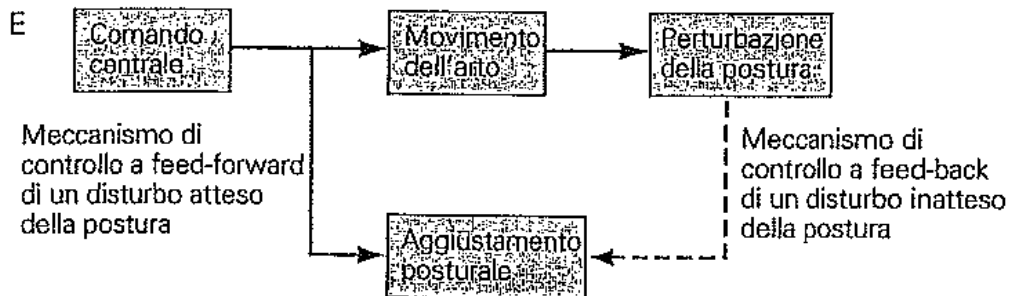 E
Comando
centrale
Movimento
dell'arto
Perturbazione
della postura
Meccanismo di
controllo a feed-forward
di un disturbo atteso
della postura
Meccanismo di
controllo a feed-back
di un disturbo inatteso
della postura
Aggiustamento
posturale